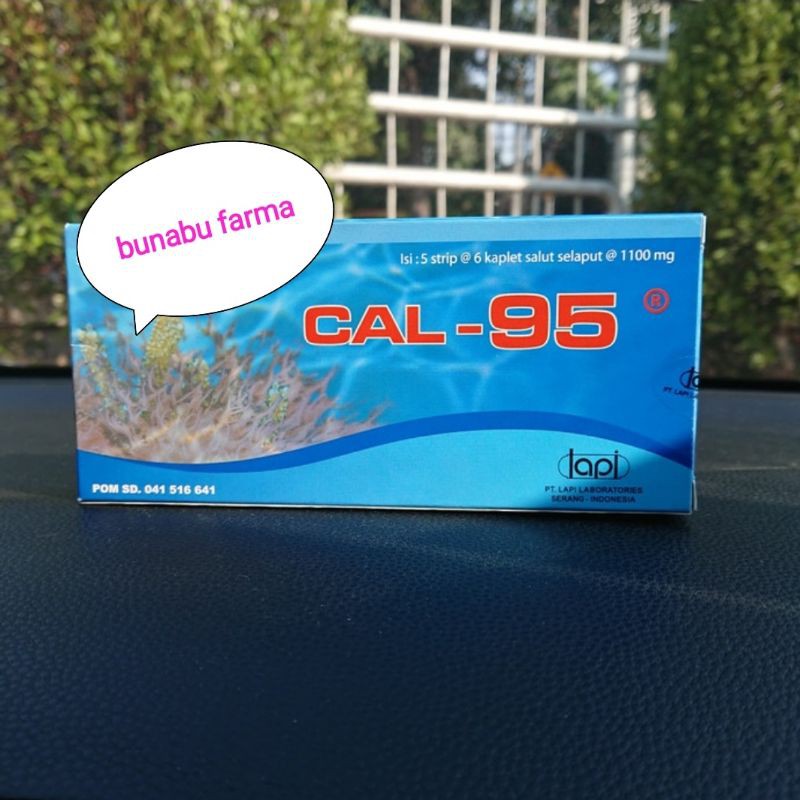 bunabu farma
Isi : 5 strip @ 6 kaplet salut selaput @ 1100 mg
CAL-95 ®
lapi
PT. LAPI LABORATORIES
SERANG - INDONESIA
POM SD. 041 516 641